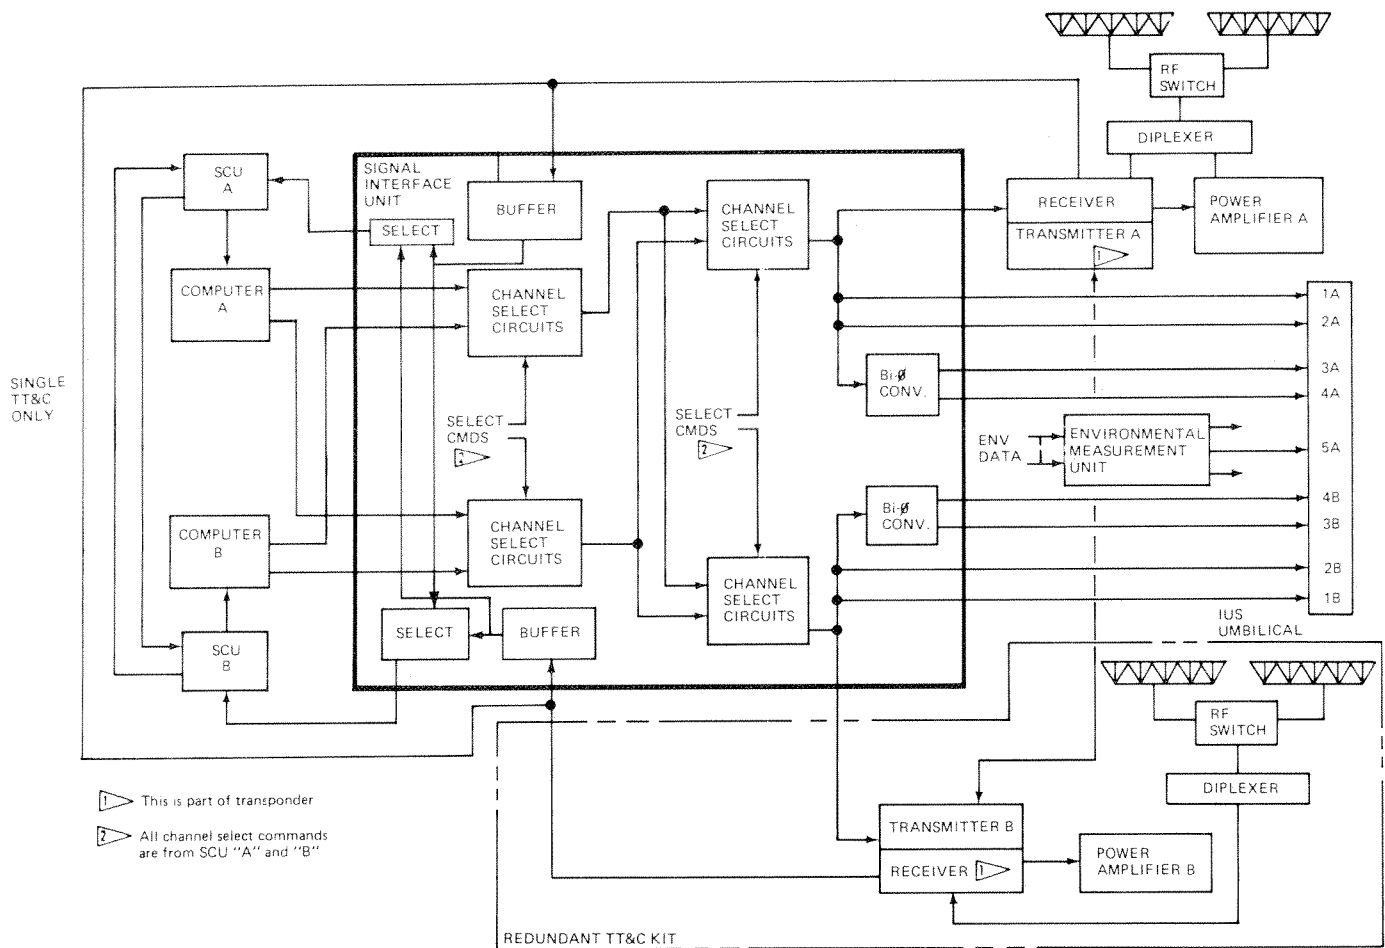 RF
SWITCH
DIPLEXER
SIGNAL
INTERFACE
UNIT
SCU
A
BUFFER
SELECT
CHANNEL
SELECT
CIRCUITS
RECEIVER
TRANSMITTER A
1
POWER
AMPLIFIER A
COMPUTER
A
CHANNEL
SELECT
CIRCUITS
1A
2A
3A
4A
5A
4B
3B
2B
1B
Bi-Ø
CONV.
SINGLE
TT&C
ONLY
SELECT
CMDS
2
SELECT
CMDS
2
ENV
DATA
ENVIRONMENTAL
MEASUREMENT
UNIT
COMPUTER
B
CHANNEL
SELECT
CIRCUITS
Bi-Ø
CONV.
CHANNEL
SELECT
CIRCUITS
SCU
B
SELECT
BUFFER
IUS
UMBILICAL
RF
SWITCH
DIPLEXER
1 This is part of transponder
2 All channel select commands
are from SCU "A" and "B"
TRANSMITTER B
RECEIVER 1
POWER
AMPLIFIER B
REDUNDANT TT&C KIT